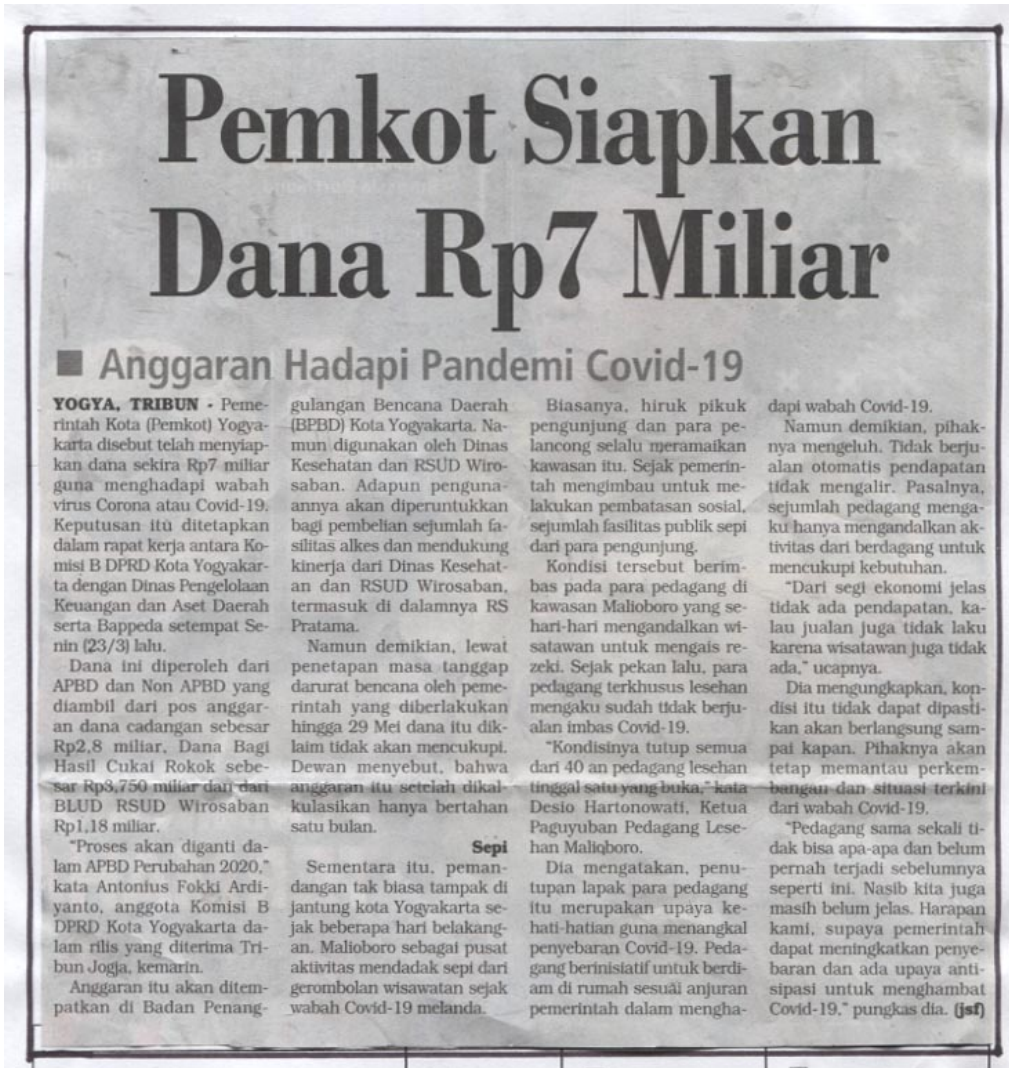 Pemkot Siapkan
Dana Rp7 Miliar
■ Anggaran Hadapi Pandemi Covid-19
YOGYA, TRIBUN - Peme-
rintah Kota (Pemkot) Yogya-
karta disebut telah menyiap-
kan dana sekira Rp7 miliar
guna menghadapi wabah
virus Corona atau Covid-19.
Keputusan itu ditetapkan
dalam rapat kerja antara Ko-
misi B DPRD Kota Yogyakar-
ta dengan Dinas Pengelolaan
Keuangan dan Aset Daerah
serta Bappeda setempat Se-
nin (23/3) lalu.
Dana ini diperoleh dari
APBD dan Non APBD yang
diambil dari pos anggar-
an dana cadangan sebesar
Rp2,8 miliar, Dana Bagi
Hasil Cukai Rokok sebe-
sar Rp3,750 miliar dan dari
BLUD RSUD Wirosaban
Rp1,18 miliar.
"Proses akan diganti da-
lam APBD Perubahan 2020,"
kata Antonius Fokki Ardi-
yanto, anggota Komisi B
DPRD Kota Yogyakarta da-
lam rilis yang diterima Tri-
bun Jogja, kemarin.
Anggaran itu akan ditem-
patkan di Badan Penang-
gulangan Bencana Daerah
(BPBD) Kota Yogyakarta. Na-
mun digunakan oleh Dinas
Kesehatan dan RSUD Wiro-
saban. Adapun penguna-
annya akan diperuntukkan
bagi pembelian sejumlah fa-
silitas alkes dan mendukung
kinerja dari Dinas Kesehat-
an dan RSUD Wirosaban,
termasuk di dalamnya RS
Pratama.
Namun demikian, lewat
penetapan masa tanggap
darurat bencana oleh peme-
rintah yang diberlakukan
hingga 29 Mei dana itu dik-
laim tidak akan mencukupi.
Dewan menyebut, bahwa
anggaran itu setelah dikal-
kulasikan hanya bertahan
satu bulan.
Sepi
Sementara itu, peman-
dangan tak biasa tampak di
jantung kota Yogyakarta se-
jak beberapa hari belakang-
an. Malioboro sebagai pusat
aktivitas mendadak sepi dari
gerombolan wisawatan sejak
wabah Covid-19 melanda.
Biasanya, hiruk pikuk
pengunjung dan para pe-
lancong selalu meramaikan
kawasan itu. Sejak pemerin-
tah mengimbau untuk me-
lakukan pembatasan sosial,
sejumlah fasilitas publik sepi
dari para pengunjung.
Kondisi tersebut berim-
bas pada para pedagang di
kawasan Malioboro yang se-
hari-hari mengandalkan wi-
satawan untuk mengais re-
zeki. Sejak pekan lalu, para
pedagang terkhusus lesehan
mengaku sudah tidak berju-
alan imbas Covid-19.
"Kondisinya tutup semua
dari 40 an pedagang lesehan
tinggal satu yang buka," kata
Desio Hartonowati, Ketua
Paguyuban Pedagang Lese-
han Malioboro.
Dia mengatakan, penu-
tupan lapak para pedagang
itu merupakan upaya ke-
hati-hatian guna menangkal
penyebaran Covid-19. Peda-
gang berinisiatif untuk berdi-
am di rumah sesuai anjuran
pemerintah dalam mengha-
dapi wabah Covid-19.
Namun demikian, pihak-
nya mengeluh. Tidak berju-
alan otomatis pendapatan
tidak mengalir. Pasalnya,
sejumlah pedagang menga-
ku hanya mengandalkan ak-
tivitas dari berdagang untuk
mencukupi kebutuhan.
"Dari segi ekonomi jelas
tidak ada pendapatan, ka-
lau jualan juga tidak laku
karena wisatawan juga tidak
ada," ucapnya.
Dia mengungkapkan, kon-
disi itu tidak dapat dipasti-
kan akan berlangsung sam-
pai kapan. Pihaknya akan
tetap memantau perkem-
bangan dan situasi terkini
dari wabah Covid-19.
"Pedagang sama sekali ti-
dak bisa apa-apa dan belum
pernah terjadi sebelumnya
seperti ini. Nasib kita juga
masih belum jelas. Harapan
kami, supaya pemerintah
dapat meningkatkan penye-
baran dan ada upaya anti-
sipasi untuk menghambat
Covid-19," pungkas dia. (jsf)